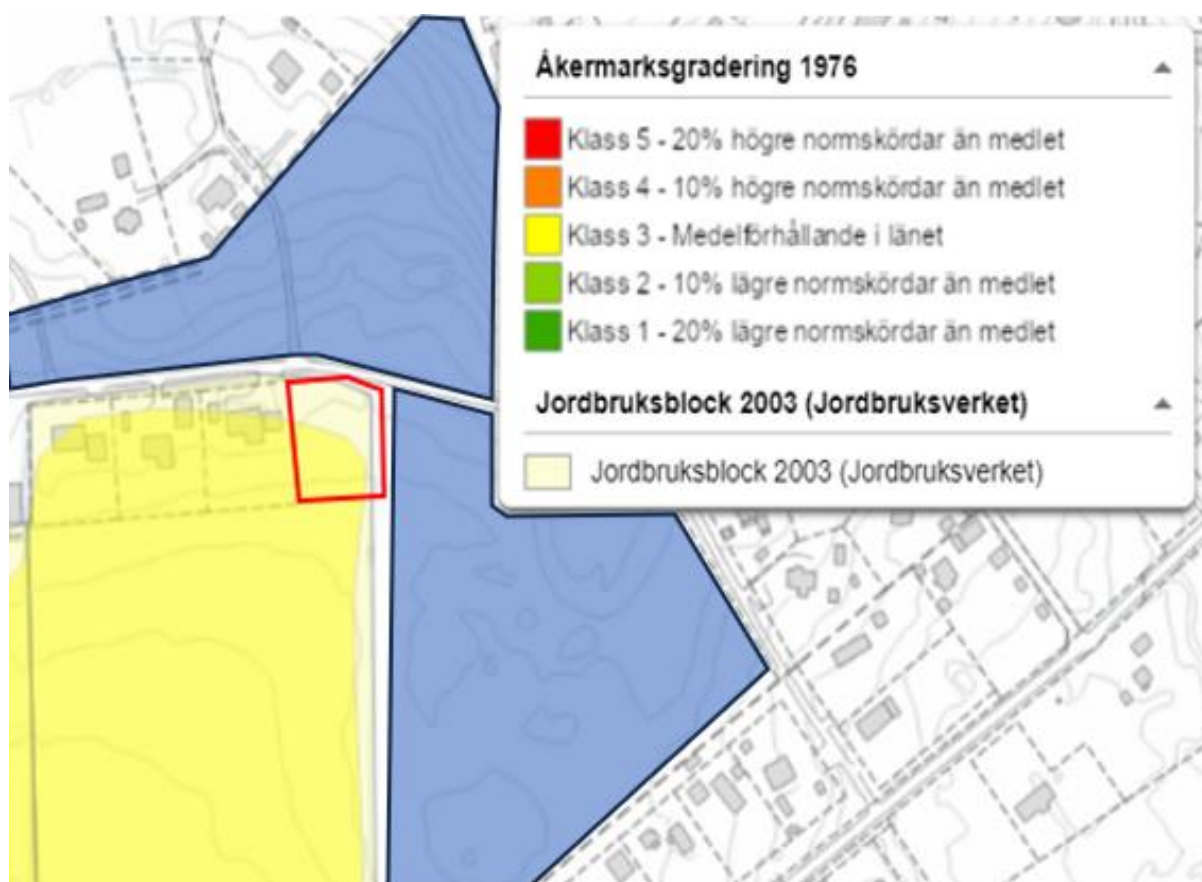 Åkermarksgradering 1976
Klass 5 - 20% högre normskördar än medlet
Klass 4 - 10% högre normskördar än medlet
Klass 3 - Medelförhållande i länet
Klass 2 - 10% lägre normskördar än medlet
Klass 1 - 20% lägre normskördar än medlet
Jordbruksblock 2003 (Jordbruksverket)
Jordbruksblock 2003 (Jordbruksverket)